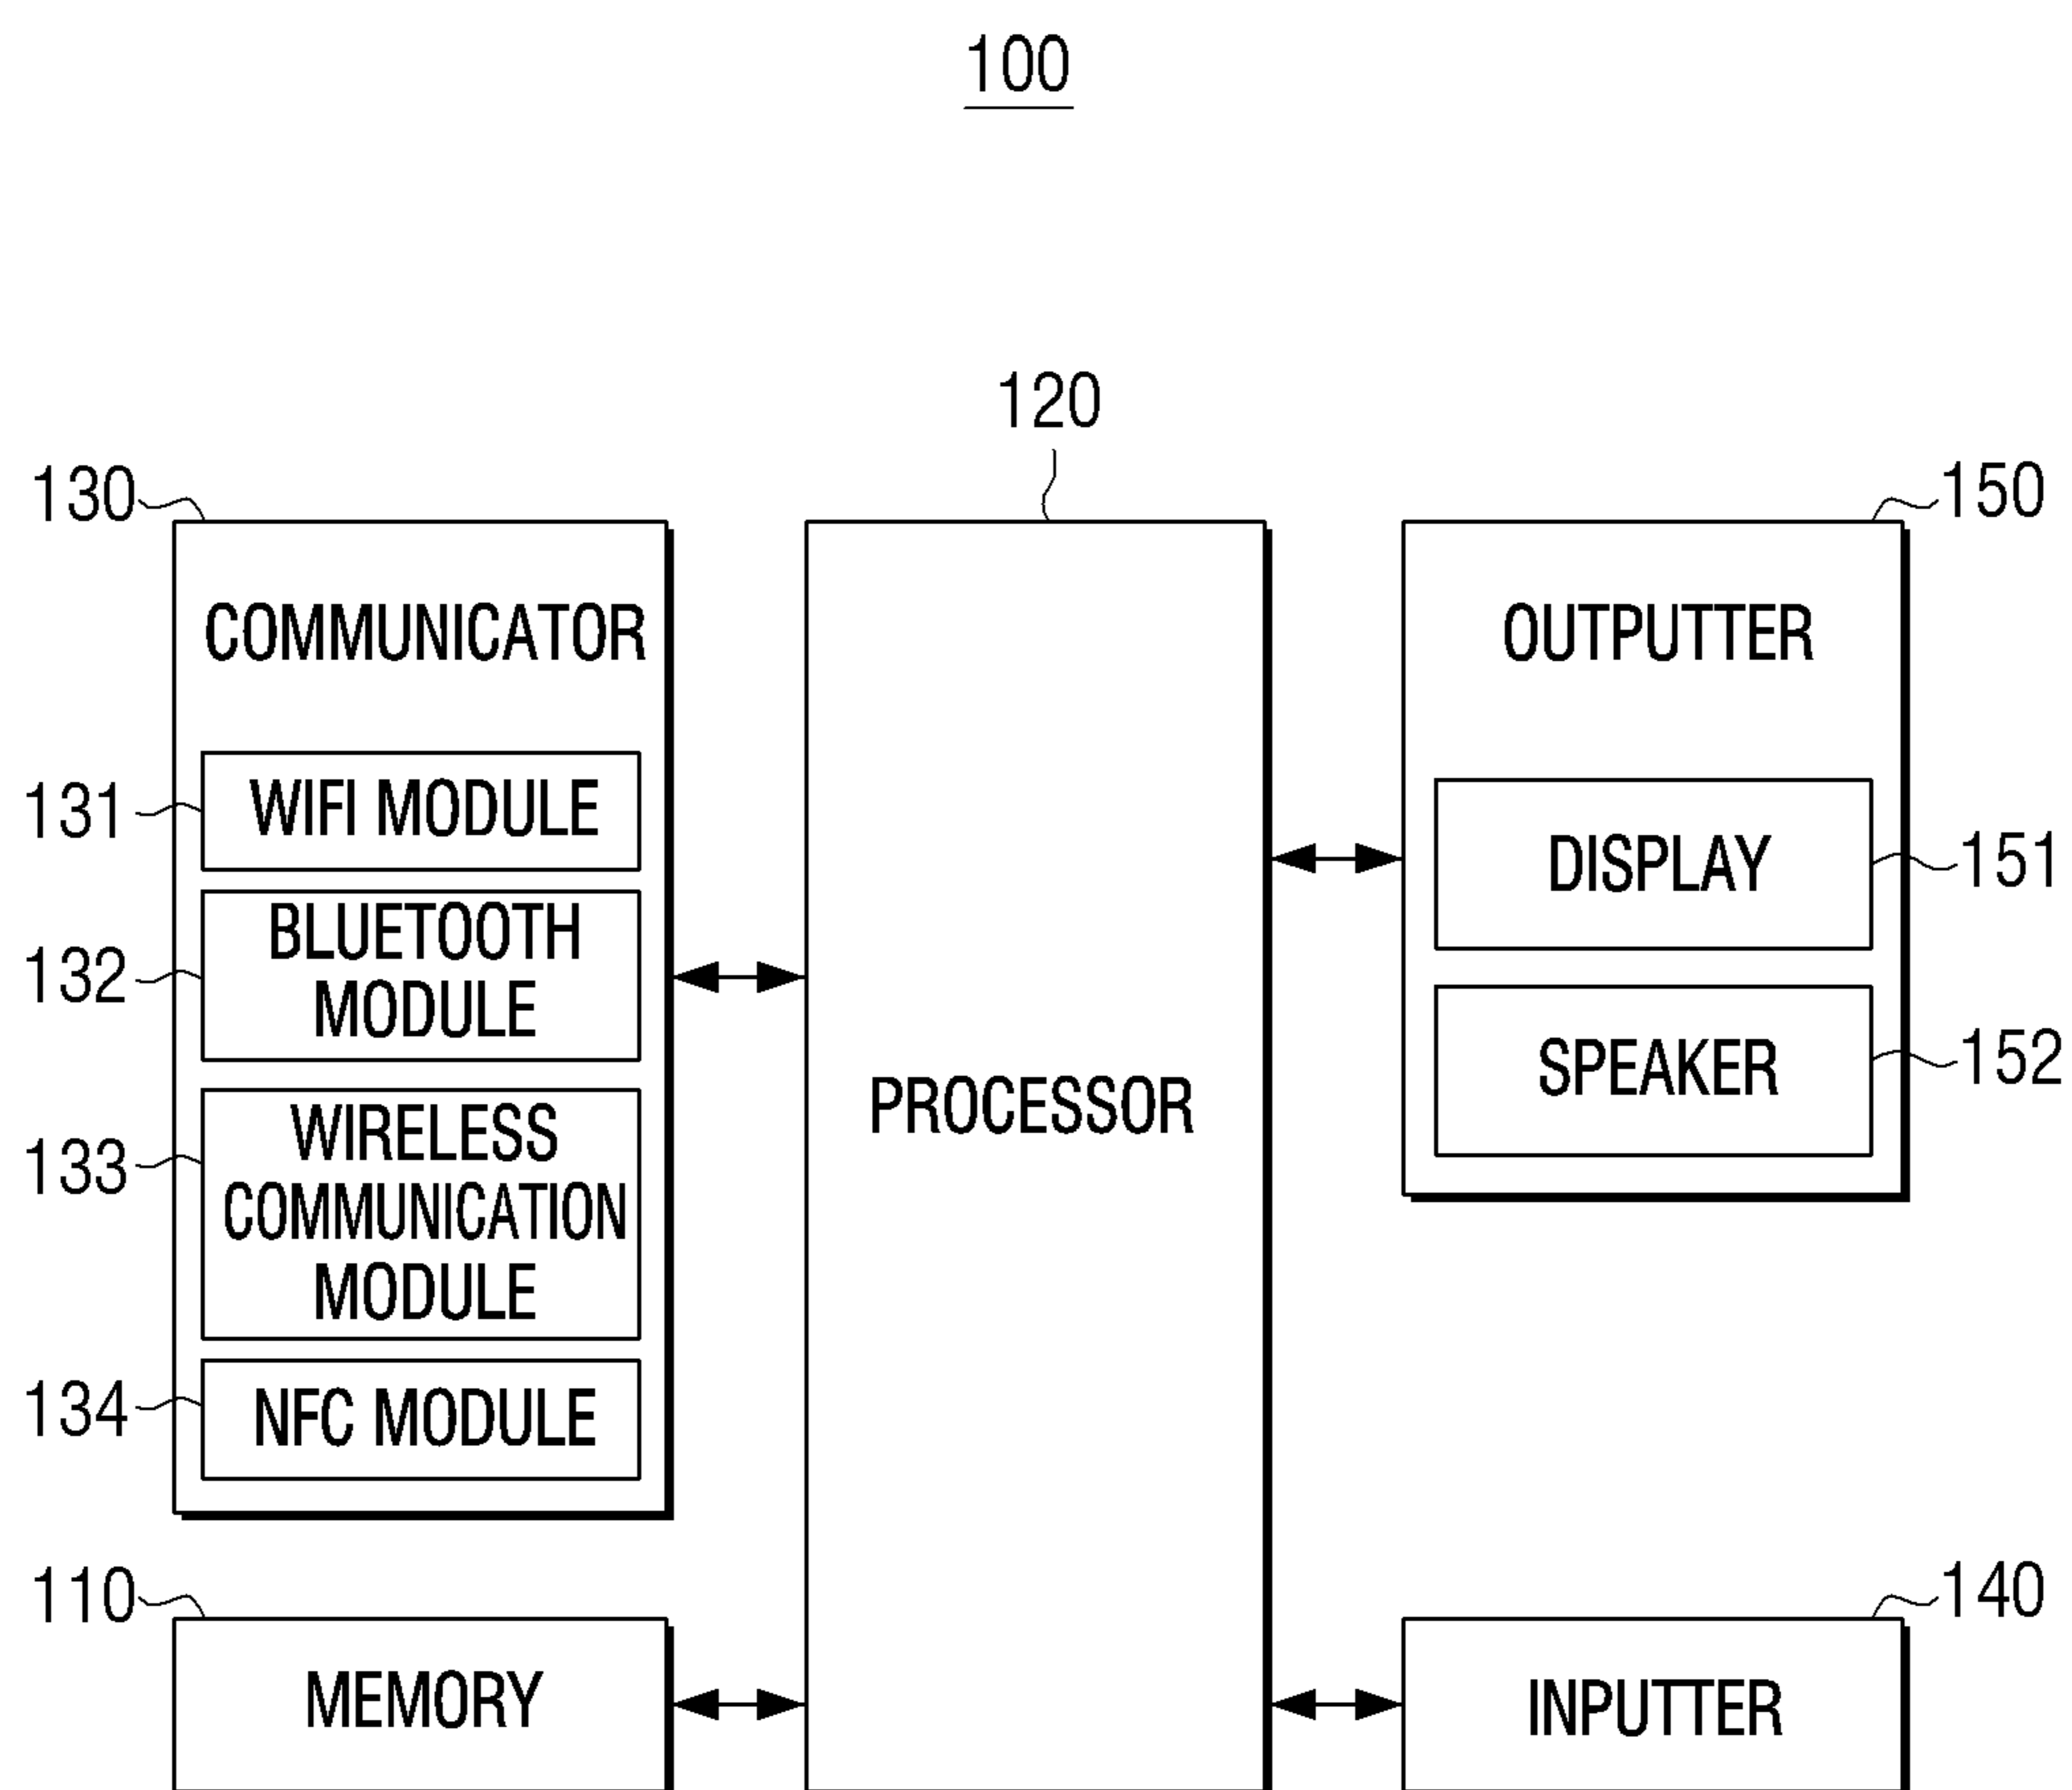 100
120
130
150
COMMUNICATOR
OUTPUTTER
131
WIFI MODULE
132
BLUETOOTH
MODULE
133
WIRELESS
COMMUNICATION
MODULE
134
NFC MODULE
PROCESSOR
DISPLAY
151
SPEAKER
152
110
MEMORY
140
INPUTTER